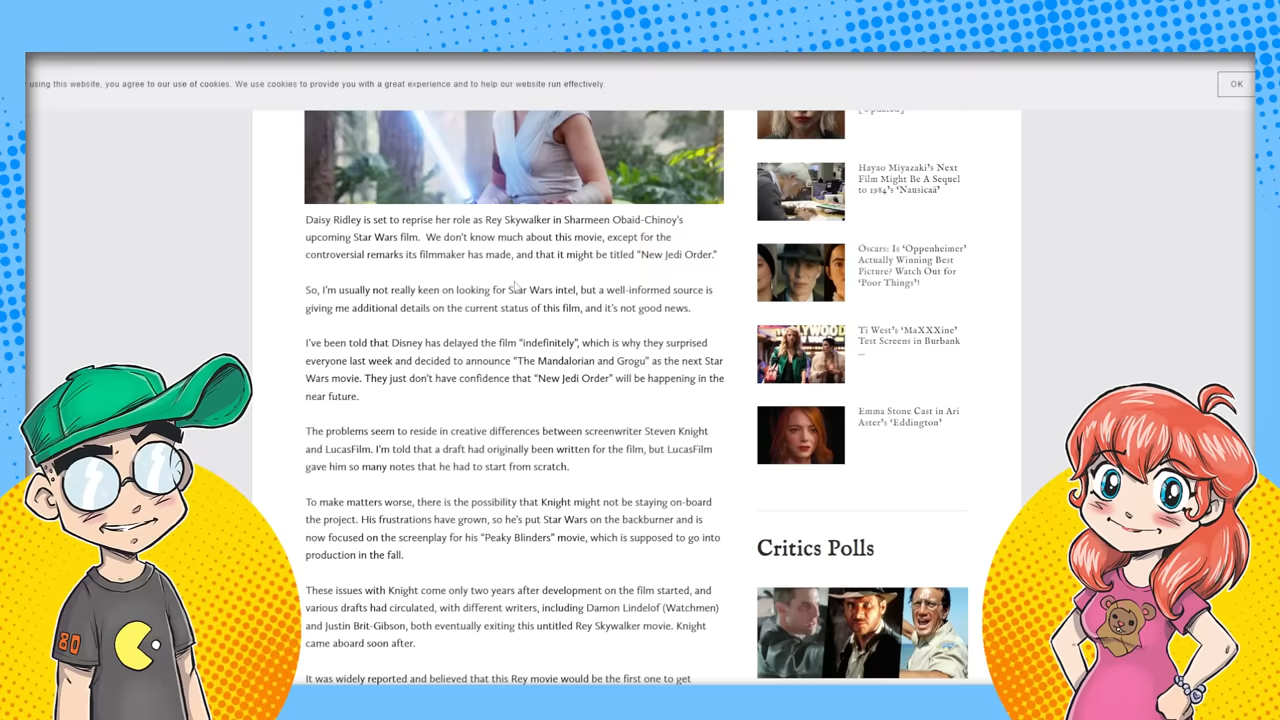 using this website, you agree to our use of cookies. We use cookies to provide you with a great experience and to help our website run effectively.
OK
Daisy Ridley is set to reprise her role as Rey Skywalker in Sharmeen Obaid-Chinoy's
upcoming Star Wars film.  We don't know much about this movie, except for the
controversial remarks its filmmaker has made, and that it might be titled "New Jedi Order."
So, I'm usually not really keen on looking for Star Wars intel, but a well-informed source is
giving me additional details on the current status of this film, and it's not good news.
I've been told that Disney has delayed the film "indefinitely", which is why they surprised
everyone last week and decided to announce "The Mandalorian and Grogu" as the next Star
Wars movie. They just don't have confidence that "New Jedi Order" will be happening in the
near future.
The problems seem to reside in creative differences between screenwriter Steven Knight
and LucasFilm. I'm told that a draft had originally been written for the film, but LucasFilm
gave him so many notes that he had to start from scratch.
To make matters worse, there is the possibility that Knight might not be staying on-board
the project. His frustrations have grown, so he's put Star Wars on the backburner and is
now focused on the screenplay for his "Peaky Blinders" movie, which is supposed to go into
production in the fall.
These issues with Knight come only two years after development on the film started, and
various drafts had circulated, with different writers, including Damon Lindelof (Watchmen)
and Justin Brit-Gibson, both eventually exiting this untitled Rey Skywalker movie. Knight
came aboard soon after.
It was widely reported and believed that this Rey movie would be the first one to get
Hayao Miyazaki's Next
Film Might Be A Sequel
to 1984's 'Nausicaä'
Oscars: Is 'Oppenheimer'
Actually Winning Best
Picture? Watch Out for
'Poor Things'!
Ti West's 'MaXXXine'
Test Screens in Burbank
...
Emma Stone Cast in Ari
Aster's 'Eddington'
Critics Polls
80